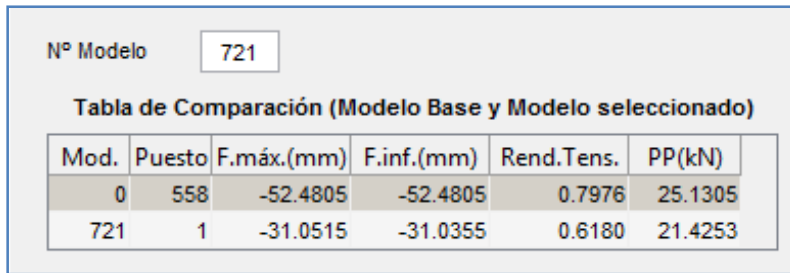 Nº Modelo 721
Tabla de Comparación (Modelo Base y Modelo seleccionado)
Mod. Puesto F.máx.(mm) F.inf.(mm) Rend.Tens. PP(kN)
0 558 -52.4805 -52.4805 0.7976 25.1305
721 1 -31.0515 -31.0355 0.6180 21.4253